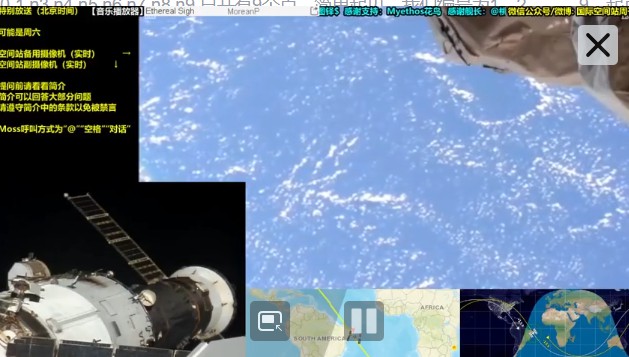 特别放送（北京时间）
【音乐播放器】
Ethereal Sigh
MoreanP
感谢支持：Myethos花鸟 感谢舰长：@
微信公众号/微博：国际空间站
可能是周六
空间站备用摄像机（实时） →
空间站副摄像机（实时） ↓
提问前请看看简介
简介可以回答大部分问题
请遵守简介中的条款以免被禁言
Moss呼叫方式为“@”“空格”“对话”
AFRICA
SOUTH AMERICA